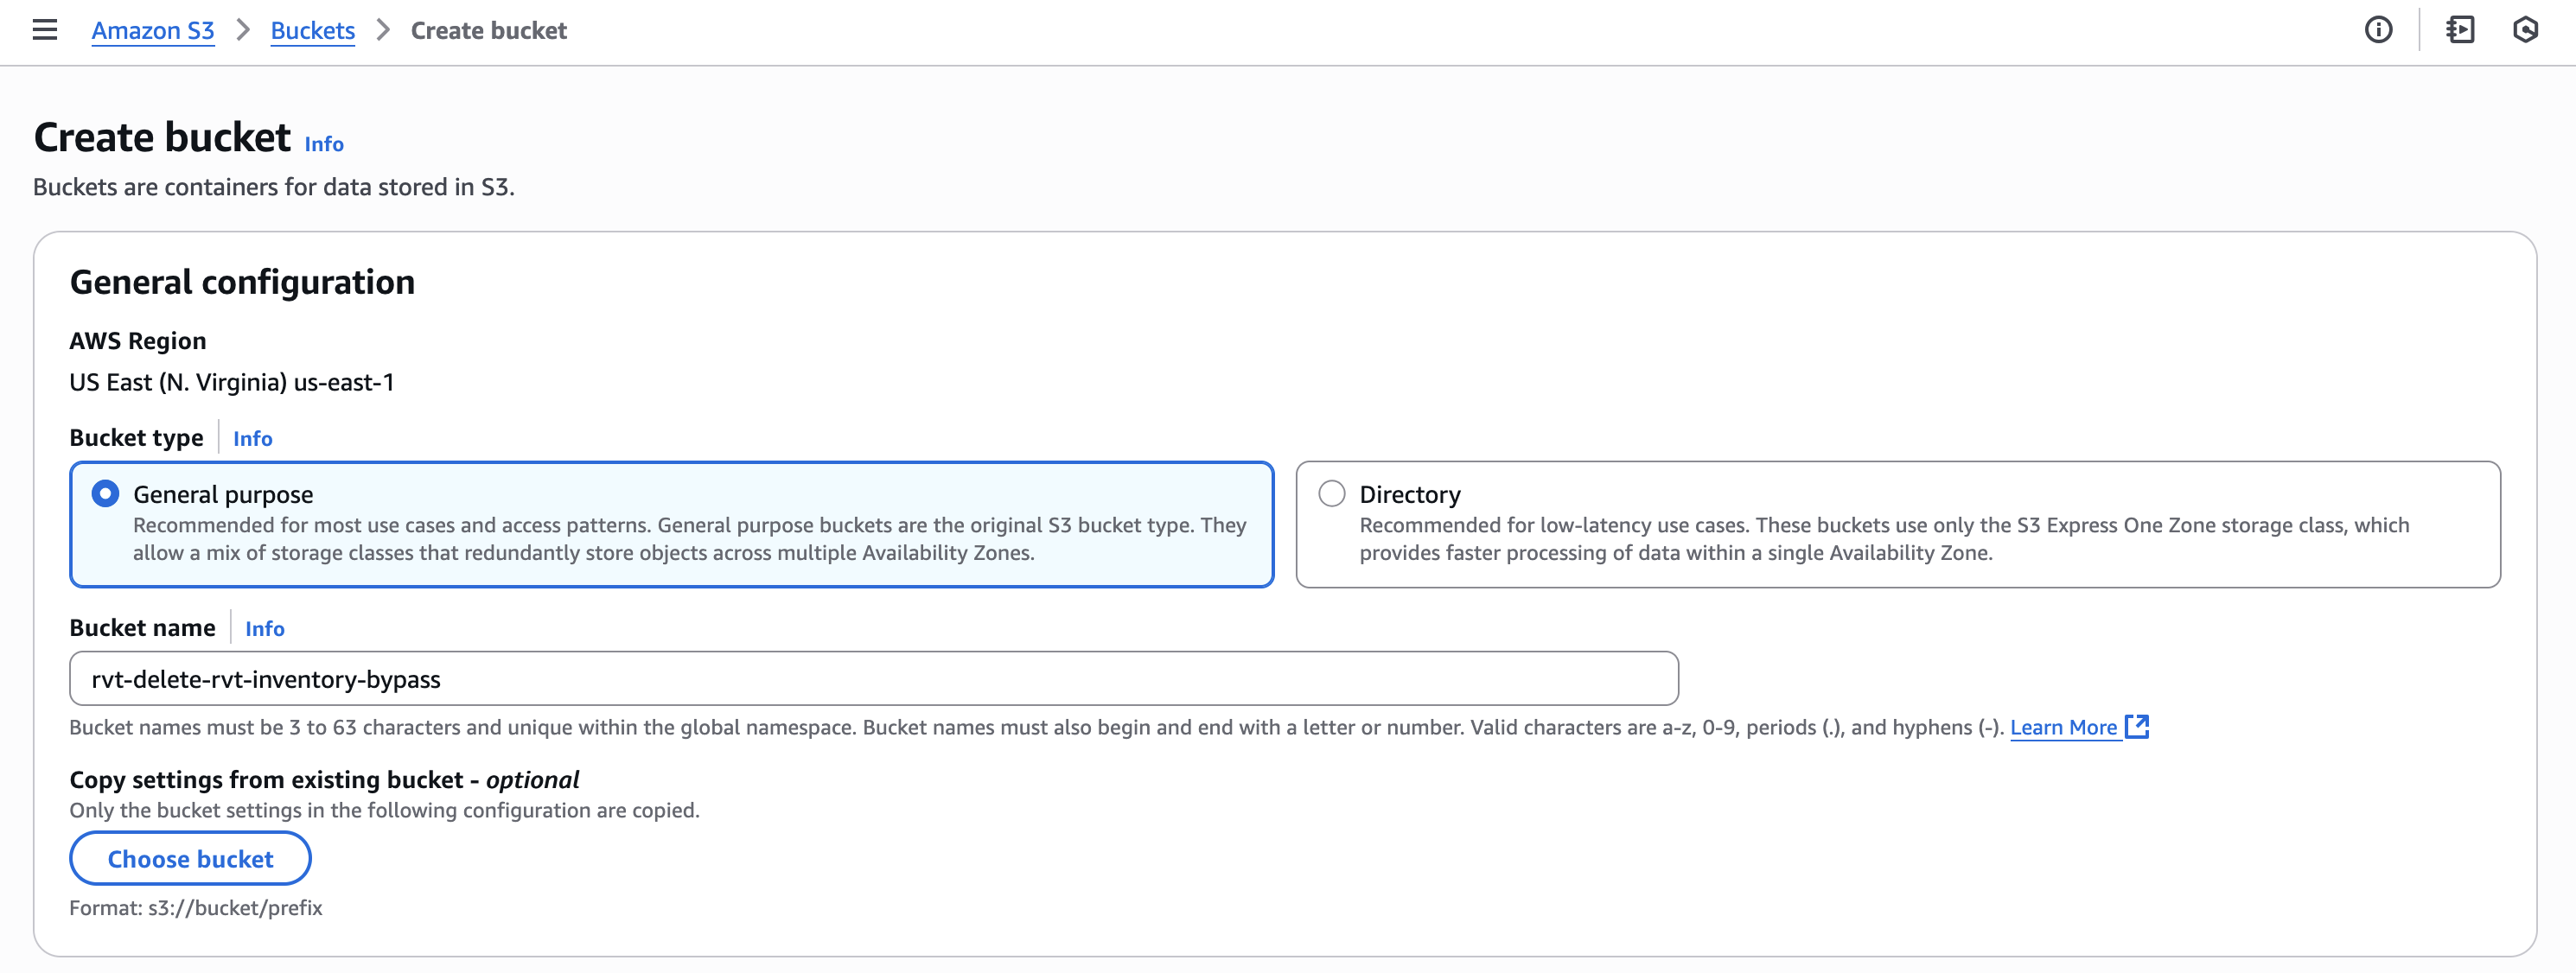 Amazon S3 > Buckets > Create bucket
Create bucket Info
Buckets are containers for data stored in S3.
General configuration
AWS Region
US East (N. Virginia) us-east-1
Bucket type Info
General purpose
Recommended for most use cases and access patterns. General purpose buckets are the original S3 bucket type. They
allow a mix of storage classes that redundantly store objects across multiple Availability Zones.
Directory
Recommended for low-latency use cases. These buckets use only the S3 Express One Zone storage class, which
provides faster processing of data within a single Availability Zone.
Bucket name Info
rvt-delete-rvt-inventory-bypass
Bucket names must be 3 to 63 characters and unique within the global namespace. Bucket names must also begin and end with a letter or number. Valid characters are a-z, 0-9, periods (.), and hyphens (-). Learn More
Copy settings from existing bucket - optional
Only the bucket settings in the following configuration are copied.
Choose bucket
Format: s3://bucket/prefix